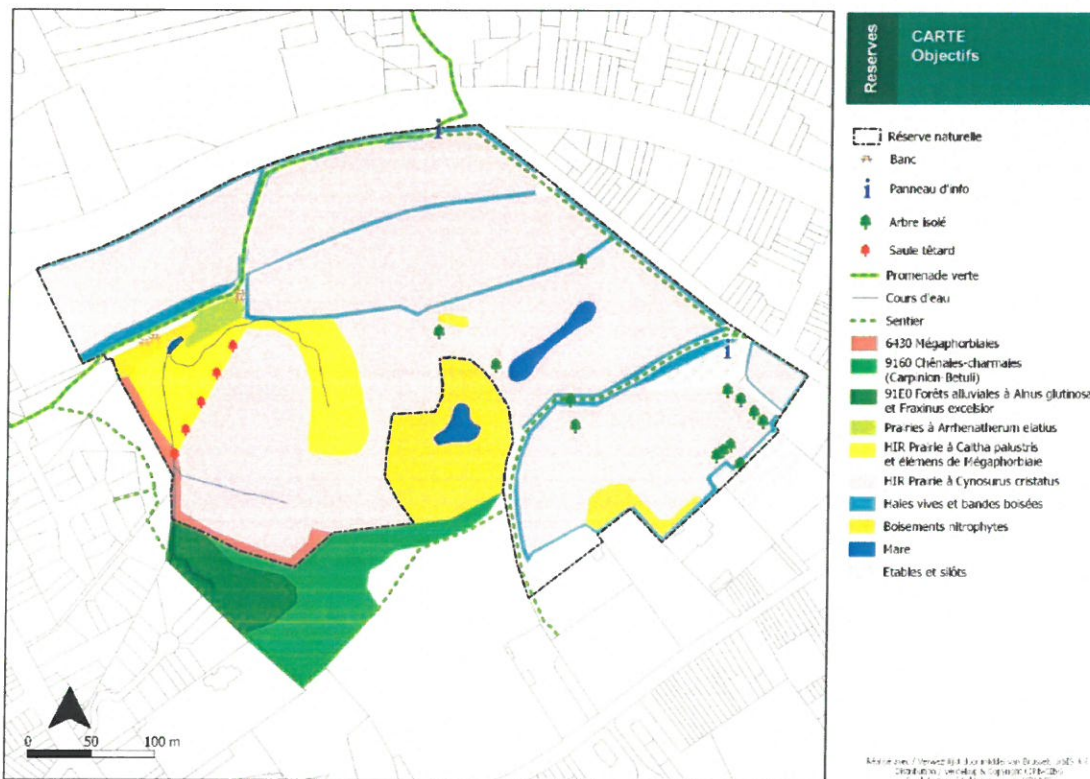 Reserves
CARTE
Objectifs
Réserve naturelle
Banc
i Panneau d'info
Arbre isolé
Saule têtard
Promenade verte
Cours d'eau
Sentier
6430 Mégaphorbiaies
9160 Chênaies-charmaies
(Carpinion-Betuli)
91E0 Forêts alluviales à Alnus glutinosa
et Fraxinus excelsior
Prairies à Arrhenatherum elatius
HIR Prairie à Caltha palustris
et élémens de Mégaphorbiaie
HIR Prairie à Cynosurus cristatus
Haies vives et bandes boisées
Boisements nitrophytes
Mare
Etables et silôts
i
i
0 50 100 m